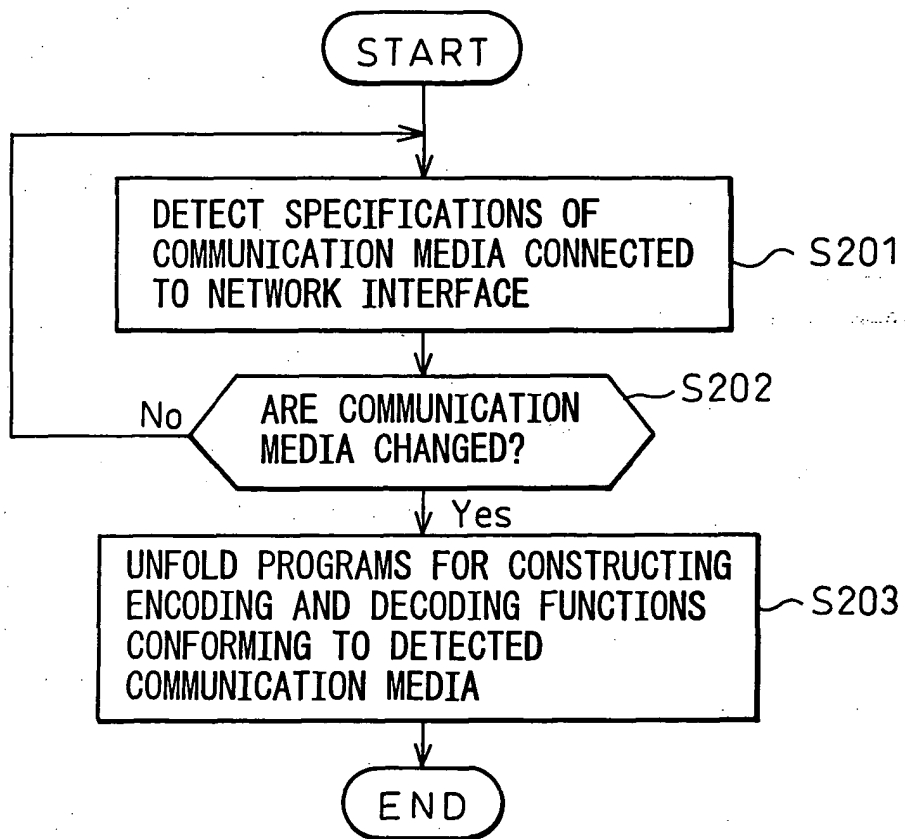 START
DETECT SPECIFICATIONS OF
COMMUNICATION MEDIA CONNECTED
TO NETWORK INTERFACE
S201
ARE COMMUNICATION
MEDIA CHANGED?
S202
No
Yes
UNFOLD PROGRAMS FOR CONSTRUCTING
ENCODING AND DECODING FUNCTIONS
CONFORMING TO DETECTED
COMMUNICATION MEDIA
S203
END